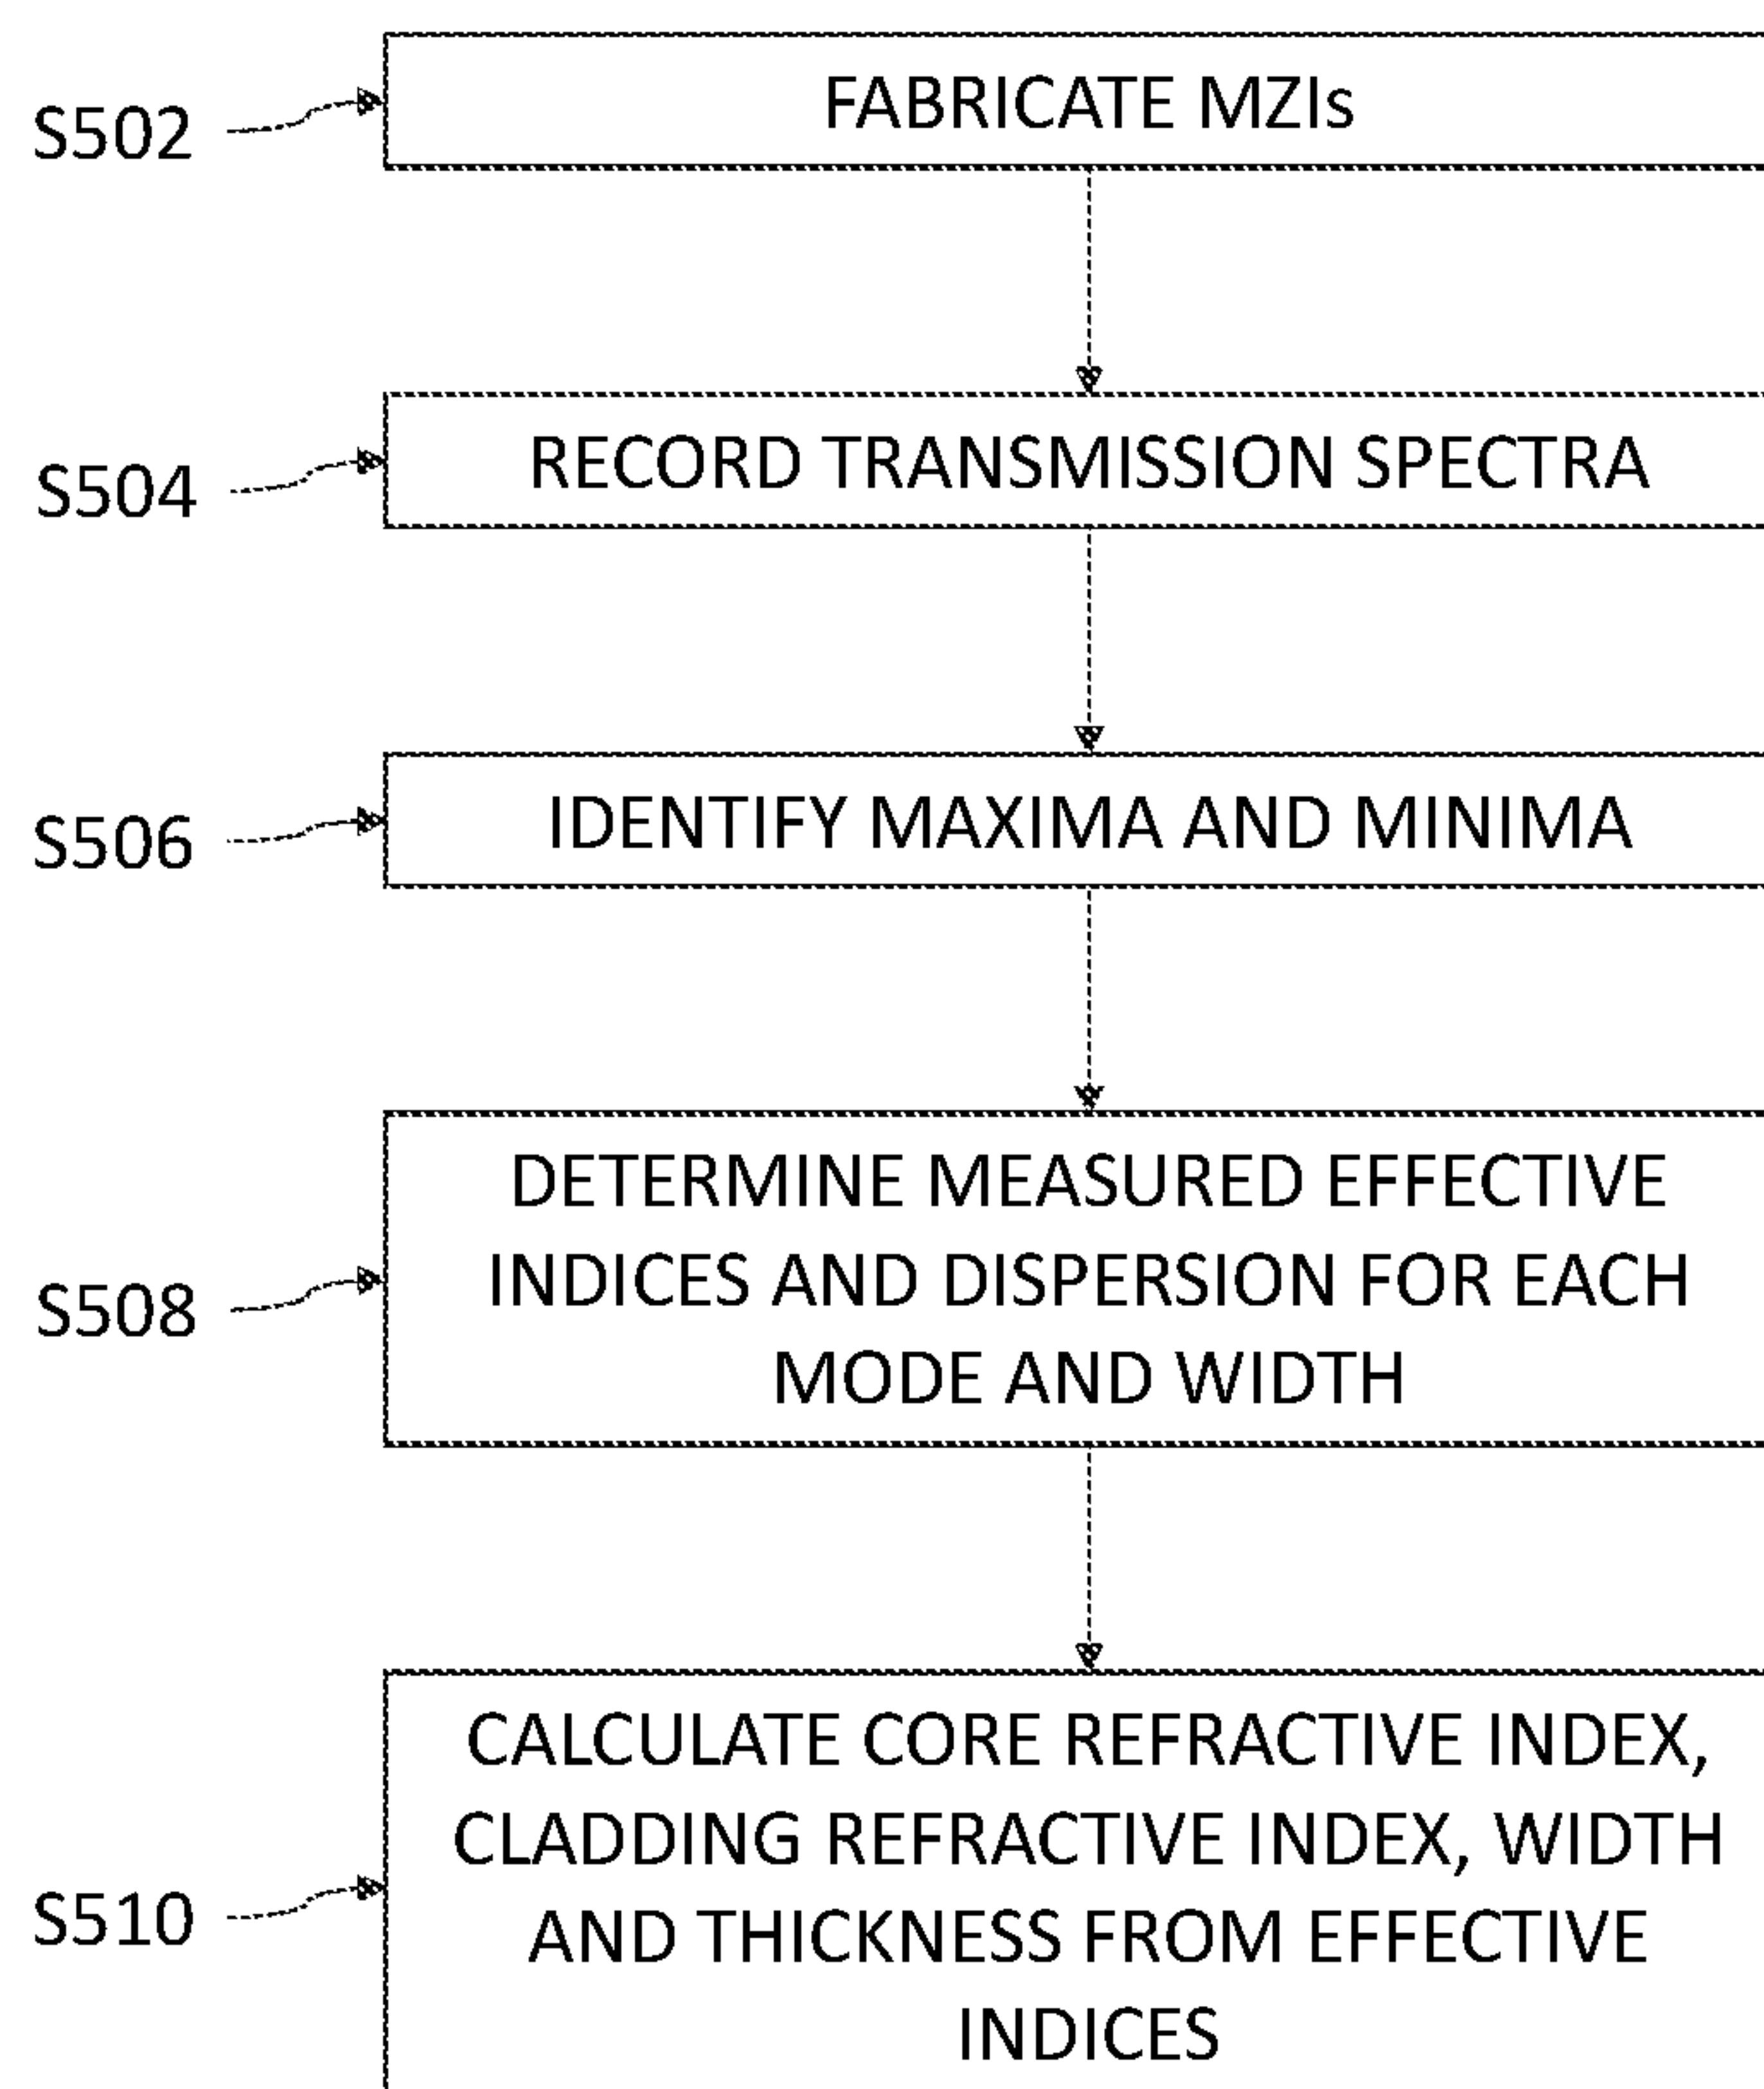 S502
FABRICATE MZIs
S504
RECORD TRANSMISSION SPECTRA
S506
IDENTIFY MAXIMA AND MINIMA
S508
DETERMINE MEASURED EFFECTIVE
INDICES AND DISPERSION FOR EACH
MODE AND WIDTH
S510
CALCULATE CORE REFRACTIVE INDEX,
CLADDING REFRACTIVE INDEX, WIDTH
AND THICKNESS FROM EFFECTIVE
INDICES